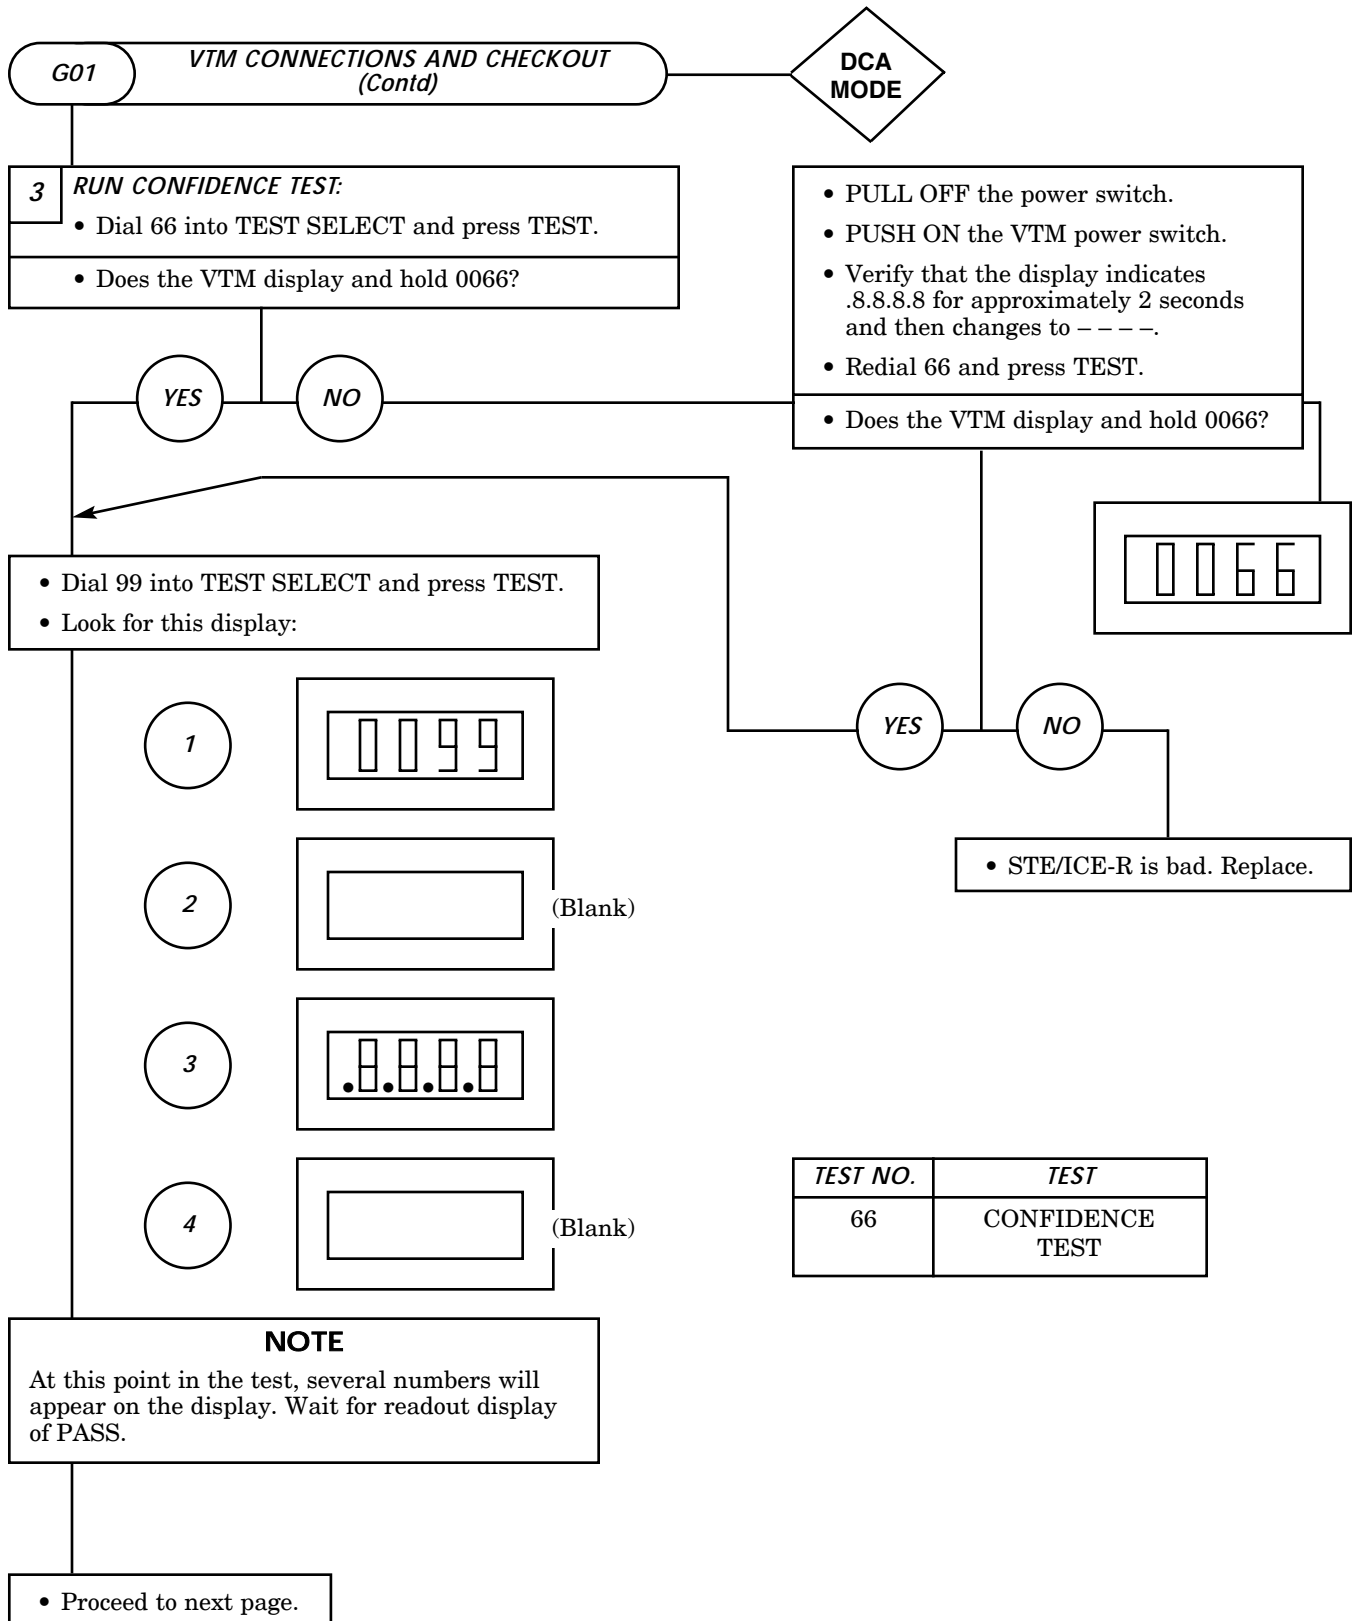 G01
VTM CONNECTIONS AND CHECKOUT
(Contd)
DCA
MODE
3
RUN CONFIDENCE TEST:
• Dial 66 into TEST SELECT and press TEST.
• Does the VTM display and hold 0066?
YES
NO
• PULL OFF the power switch.
• PUSH ON the VTM power switch.
• Verify that the display indicates
.8.8.8.8 for approximately 2 seconds
and then changes to – – – –.
• Redial 66 and press TEST.
• Does the VTM display and hold 0066?
0066
• Dial 99 into TEST SELECT and press TEST.
• Look for this display:
YES
NO
• STE/ICE-R is bad. Replace.
1
0099
2
(Blank)
3
.8.8.8.8
4
(Blank)
TEST NO.
TEST
66
CONFIDENCE
TEST
NOTE
At this point in the test, several numbers will
appear on the display. Wait for readout display
of PASS.
• Proceed to next page.